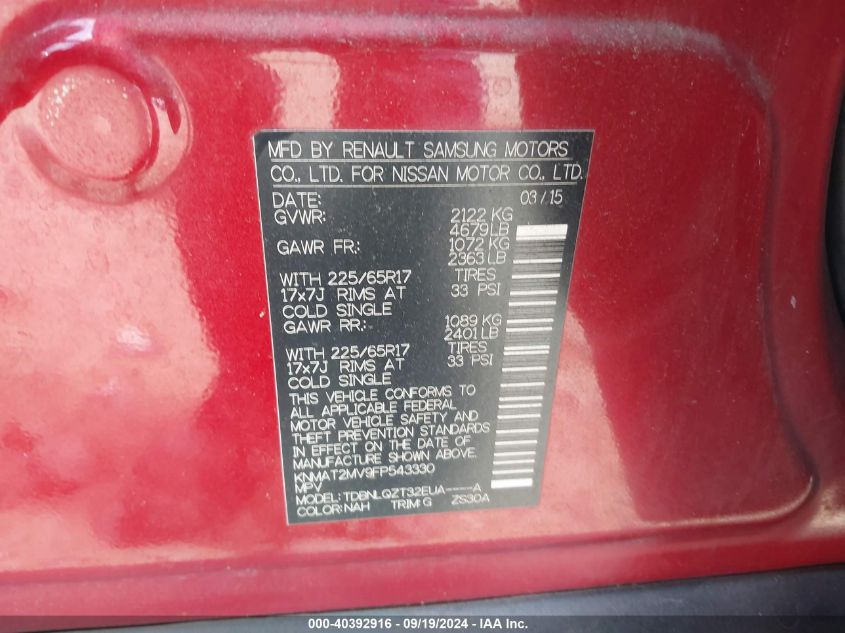 MFD BY RENAULT SAMSUNG MOTORS
CO., LTD. FOR NISSAN MOTOR CO., LTD.
DATE: 03/15
GVWR: 2122 KG
4679 LB
GAWR FR: 1072 KG
2363 LB
WITH 225/65R17 TIRES
17x7J RIMS AT 33 PSI
COLD SINGLE
GAWR RR: 1089 KG
2401 LB
WITH 225/65R17 TIRES
17x7J RIMS AT 33 PSI
COLD SINGLE
THIS VEHICLE CONFORMS TO
ALL APPLICABLE FEDERAL
MOTOR VEHICLE SAFETY AND
THEFT PREVENTION STANDARDS
IN EFFECT ON THE DATE OF
MANUFACTURE SHOWN ABOVE.
KNMAT2MV9FP543330
MPV
MODEL: TDBNLQZT32EUA-----A
COLOR: NAH TRIM: G ZS30A
000-40392916 - 09/19/2024 - IAA Inc.